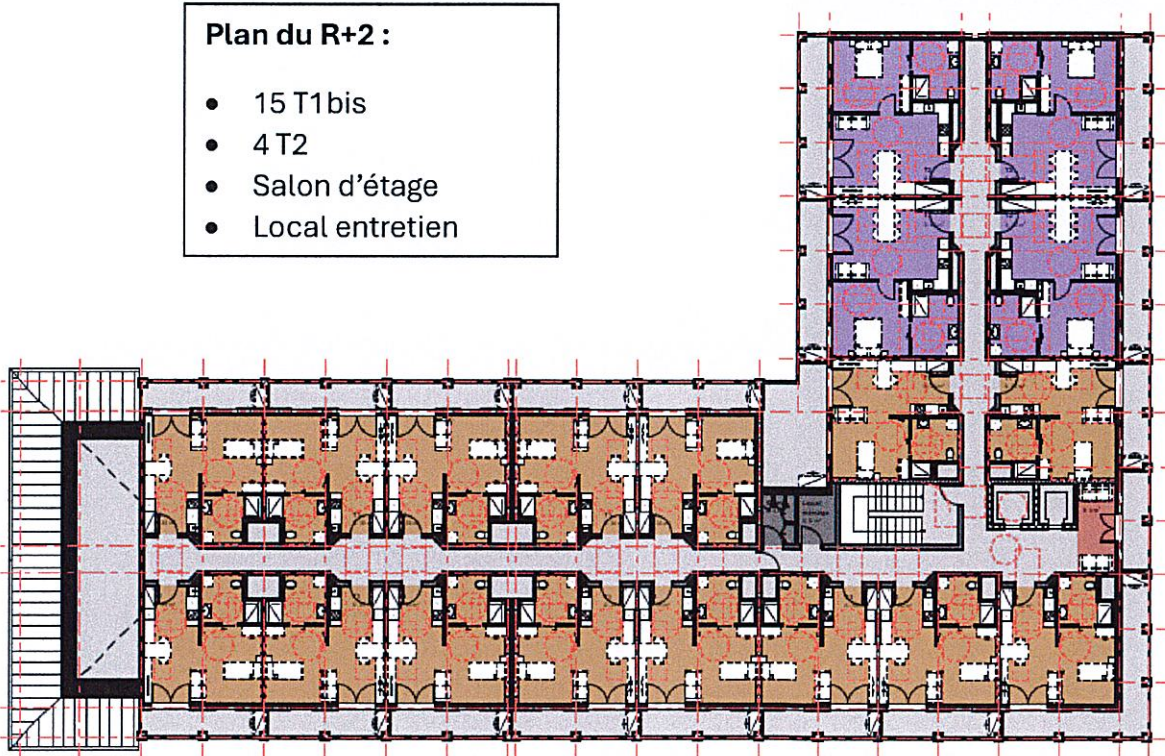 Plan du R+2 :
• 15 T1bis
• 4 T2
• Salon d'étage
• Local entretien